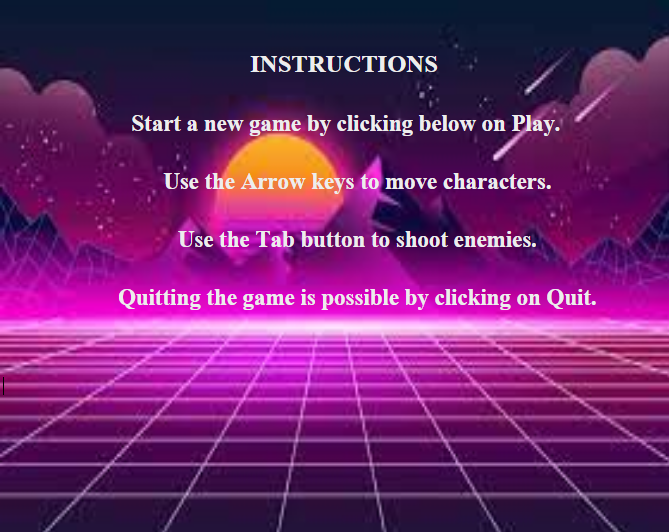 INSTRUCTIONS
Start a new game by clicking below on Play.
Use the Arrow keys to move characters.
Use the Tab button to shoot enemies.
Quitting the game is possible by clicking on Quit.